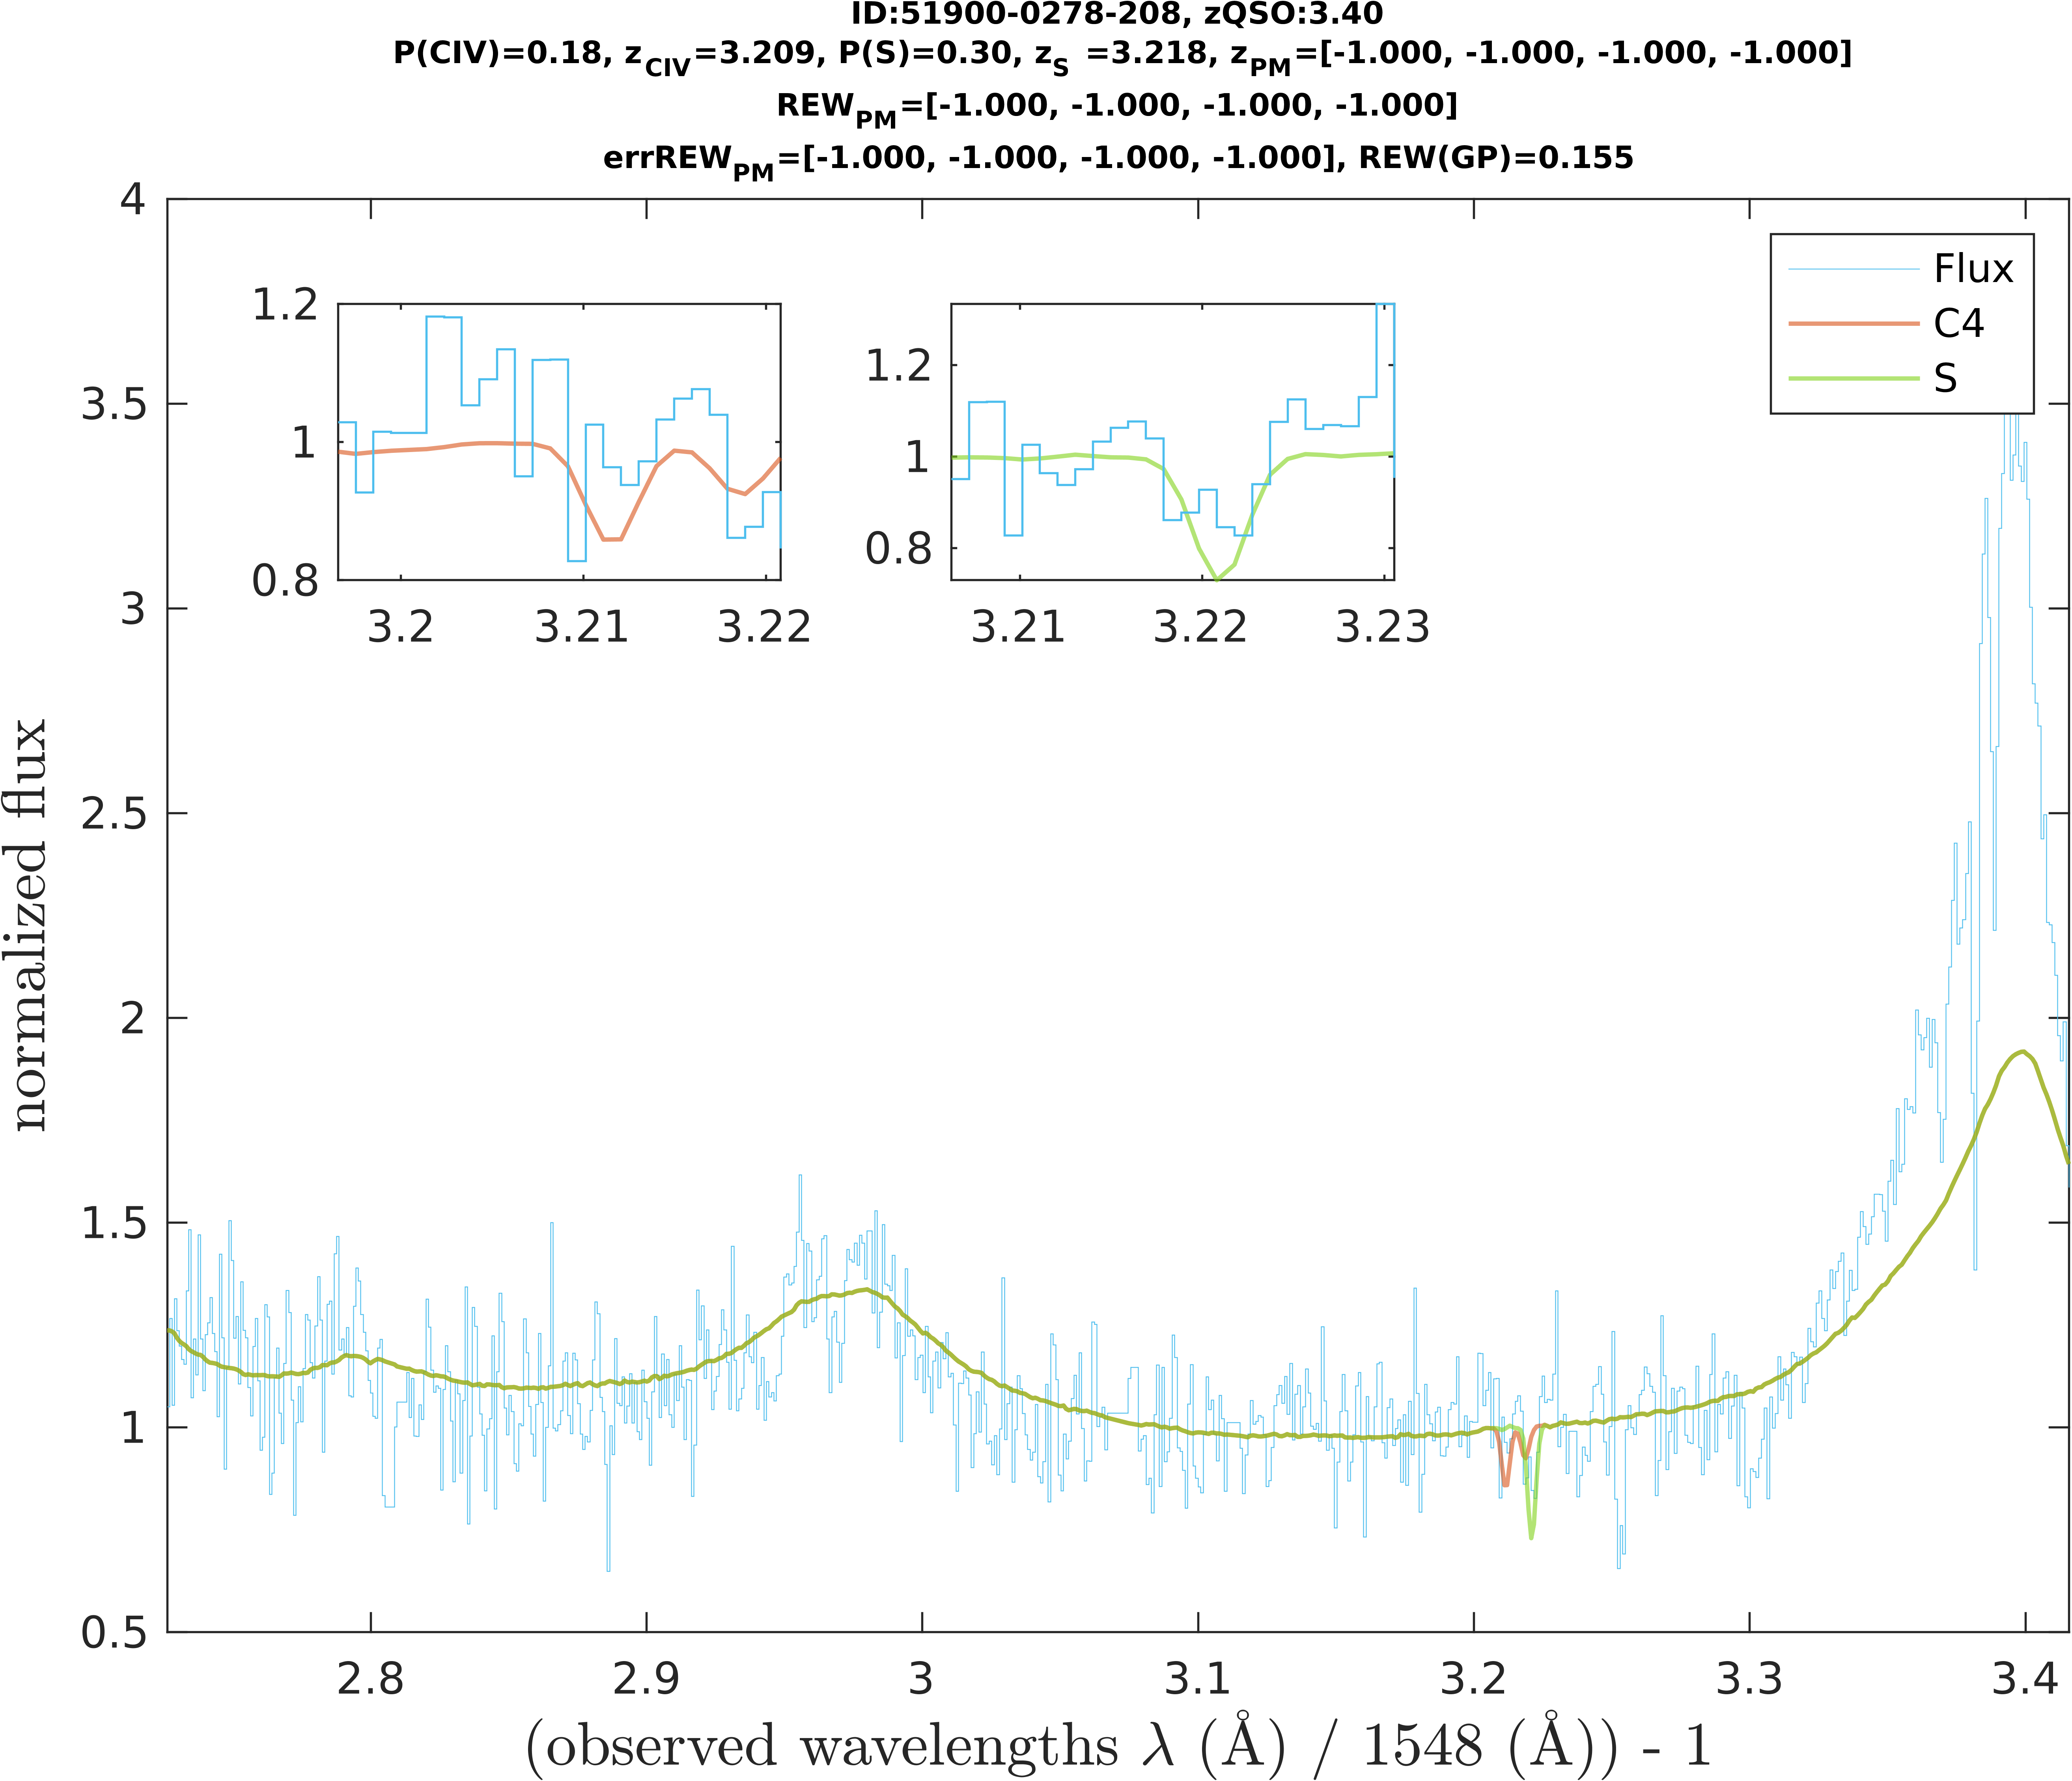 ID:51900-0278-208, zQSO:3.40
P(CIV)=0.18, zCIV=3.209, P(S)=0.30, zS =3.218, zPM=[-1.000, -1.000, -1.000, -1.000]
REWPM=[-1.000, -1.000, -1.000, -1.000]
errREWPM=[-1.000, -1.000, -1.000, -1.000], REW(GP)=0.155
4
3.5
3
2.5
2
1.5
1
0.5
normalized flux
1.2
1
0.8
3.2 3.21 3.22
1.2
1
0.8
3.21 3.22 3.23
Flux
C4
S
2.8 2.9 3 3.1 3.2 3.3 3.4
(observed wavelengths λ (Å) / 1548 (Å)) - 1